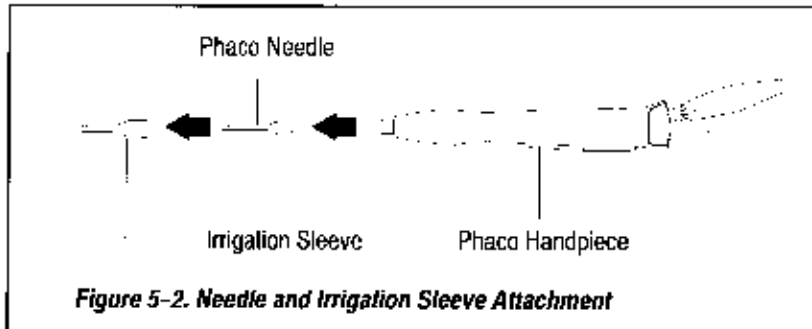 Phaco Needle
Irrigation Sleeve
Phaco Handpiece
Figure 5-2. Needle and Irrigation Sleeve Attachment